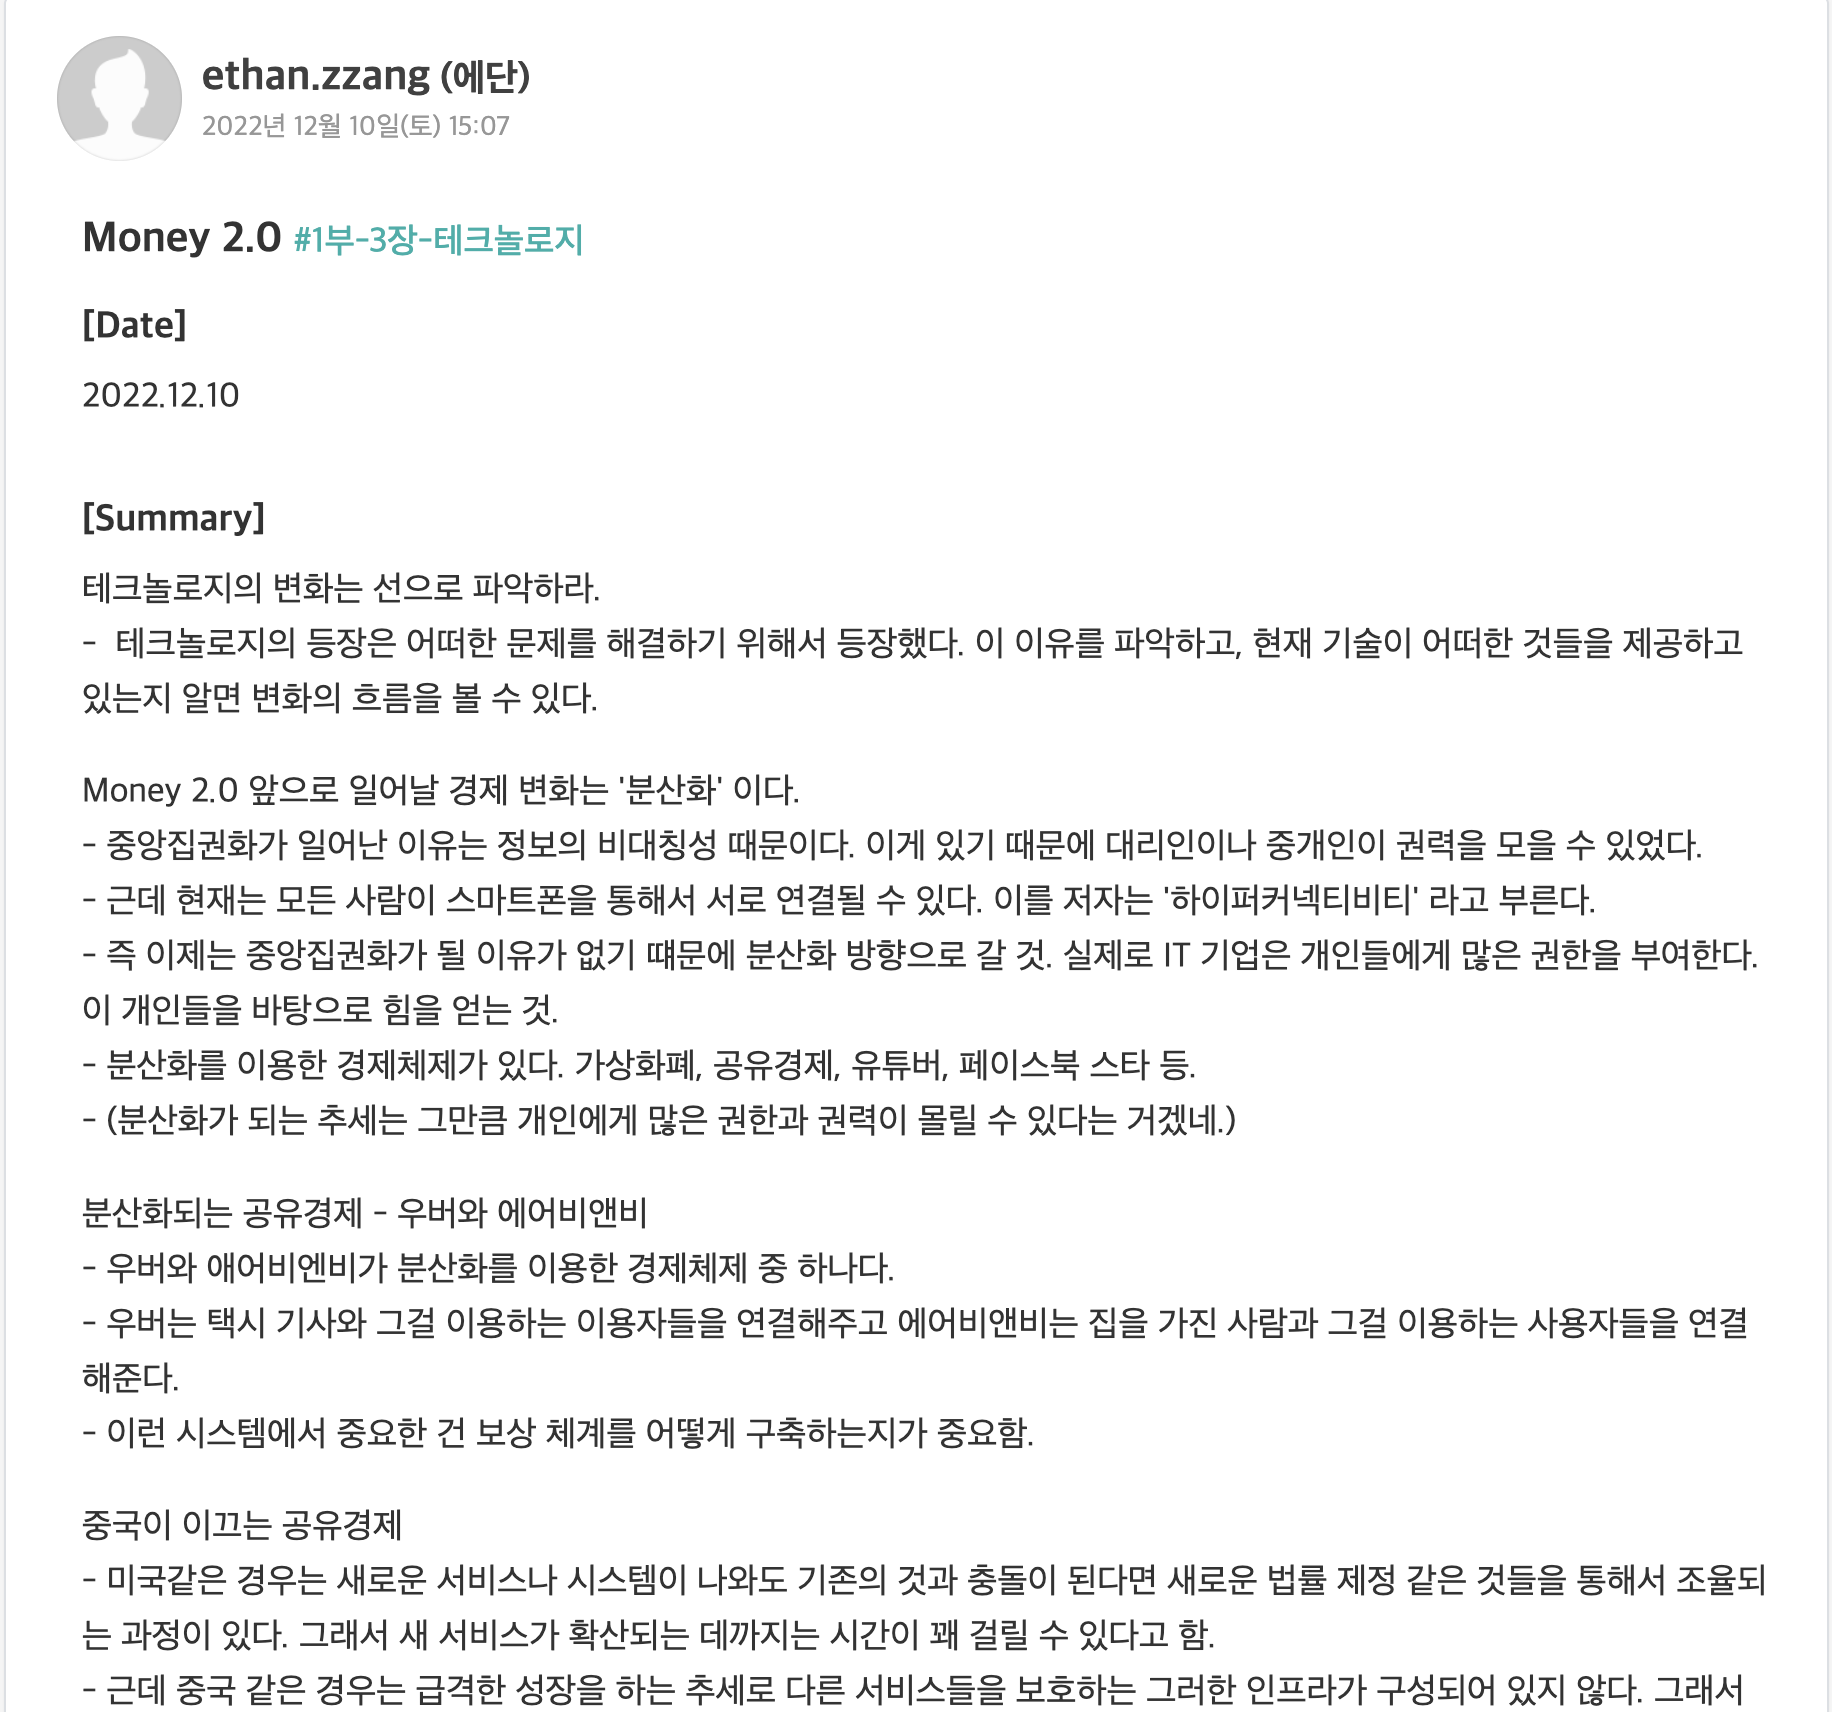 ethan.zzang (에단)
2022년 12월 10일(토) 15:07
Money 2.0 #1부-3장-테크놀로지
[Date]
2022.12.10
[Summary]
테크놀로지의 변화는 선으로 파악하라.
- 테크놀로지의 등장은 어떠한 문제를 해결하기 위해서 등장했다. 이 이유를 파악하고, 현재 기술이 어떠한 것들을 제공하고
있는지 알면 변화의 흐름을 볼 수 있다.
Money 2.0 앞으로 일어날 경제 변화는 '분산화' 이다.
- 중앙집권화가 일어난 이유는 정보의 비대칭성 때문이다. 이게 있기 때문에 대리인이나 중개인이 권력을 모을 수 있었다.
- 근데 현재는 모든 사람이 스마트폰을 통해서 서로 연결될 수 있다. 이를 저자는 '하이퍼커넥티비티' 라고 부른다.
- 즉 이제는 중앙집권화가 될 이유가 없기 떄문에 분산화 방향으로 갈 것. 실제로 IT 기업은 개인들에게 많은 권한을 부여한다.
이 개인들을 바탕으로 힘을 얻는 것.
- 분산화를 이용한 경제체제가 있다. 가상화폐, 공유경제, 유튜버, 페이스북 스타 등.
- (분산화가 되는 추세는 그만큼 개인에게 많은 권한과 권력이 몰릴 수 있다는 거겠네.)
분산화되는 공유경제 - 우버와 에어비앤비
- 우버와 애어비엔비가 분산화를 이용한 경제체제 중 하나다.
- 우버는 택시 기사와 그걸 이용하는 이용자들을 연결해주고 에어비앤비는 집을 가진 사람과 그걸 이용하는 사용자들을 연결
해준다.
- 이런 시스템에서 중요한 건 보상 체계를 어떻게 구축하는지가 중요함.
중국이 이끄는 공유경제
- 미국같은 경우는 새로운 서비스나 시스템이 나와도 기존의 것과 충돌이 된다면 새로운 법률 제정 같은 것들을 통해서 조율되
는 과정이 있다. 그래서 새 서비스가 확산되는 데까지는 시간이 꽤 걸릴 수 있다고 함.
- 근데 중국 같은 경우는 급격한 성장을 하는 추세로 다른 서비스들을 보호하는 그러한 인프라가 구성되어 있지 않다. 그래서